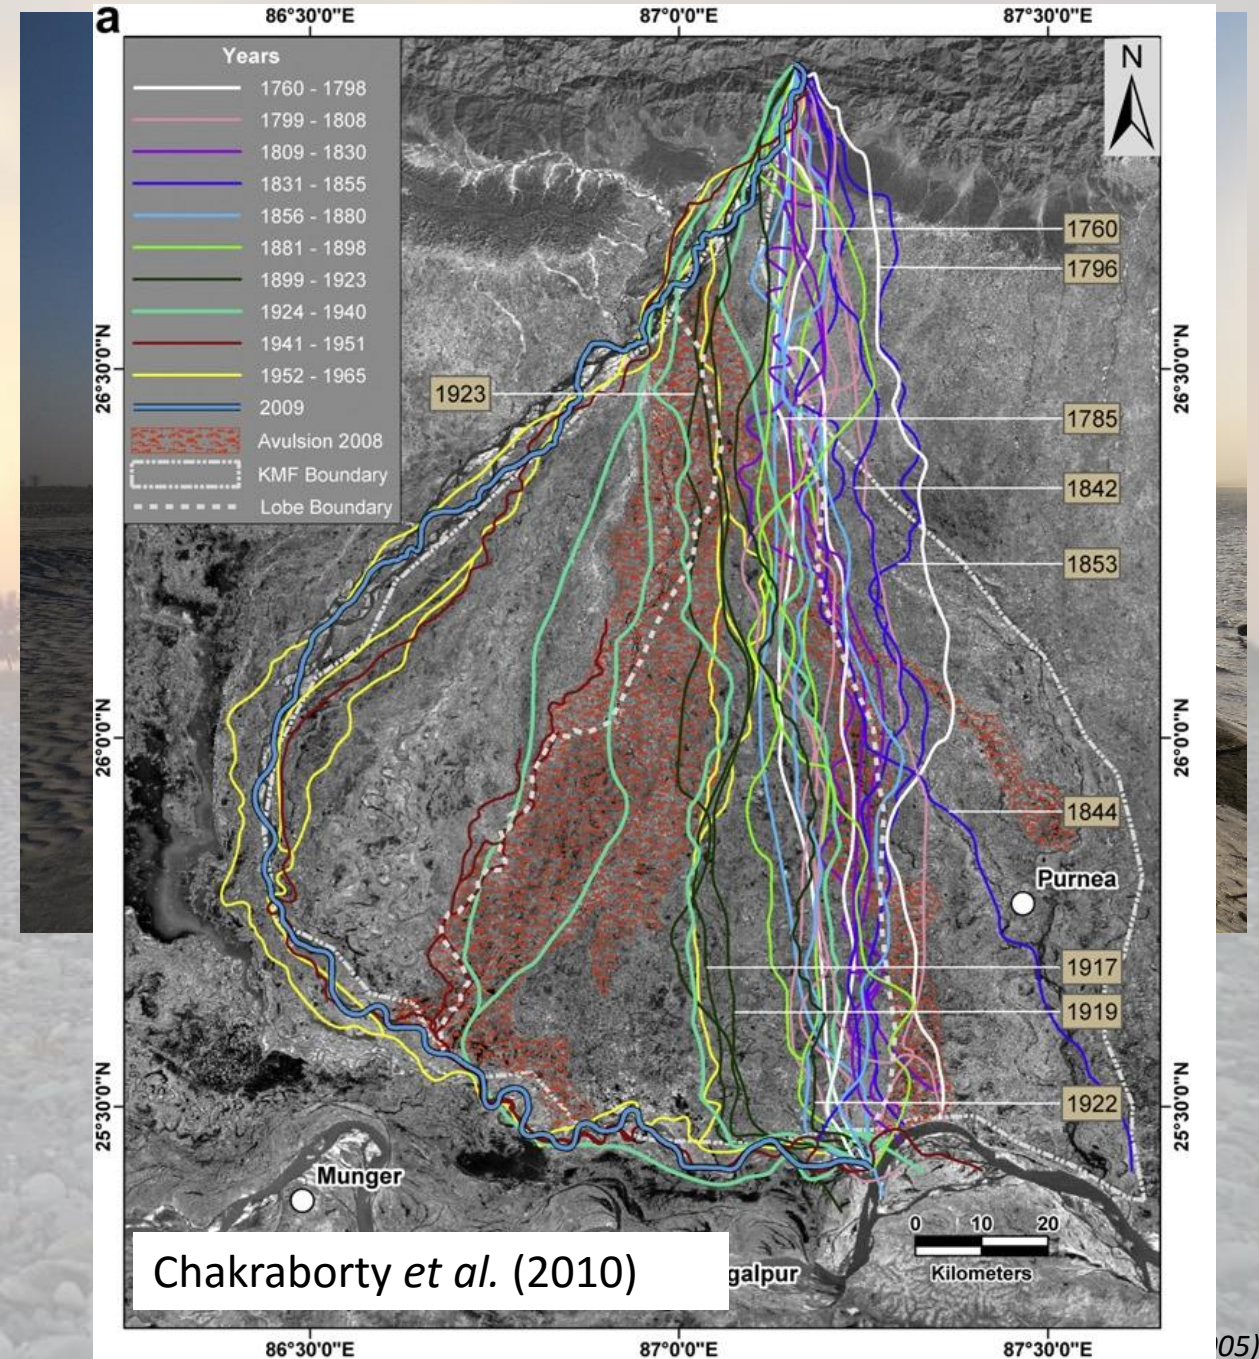 a
86°30'0"E
87°0'0"E
87°30'0"E
Years
1760 - 1798
1799 - 1808
1809 - 1830
1831 - 1855
1856 - 1880
1881 - 1898
1899 - 1923
1924 - 1940
1941 - 1951
1952 - 1965
2009
Avulsion 2008
KMF Boundary
Lobe Boundary
N
1760
1796
26°30'0"N
26°30'0"N
1923
1785
1842
1853
26°0'0"N
26°0'0"N
1844
Purnea
1917
1919
25°30'0"N
25°30'0"N
1922
Munger
0 10 20
Kilometers
galpur
Chakraborty et al. (2010)
86°30'0"E
87°0'0"E
87°30'0"E
05)